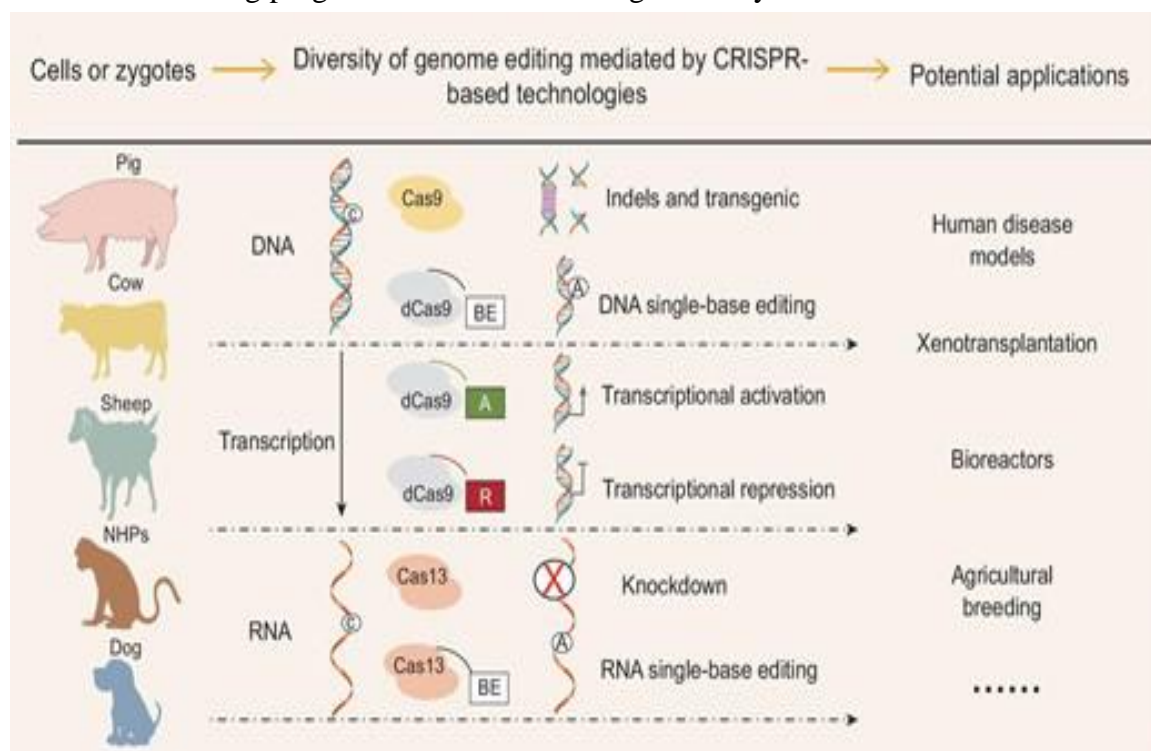 Cells or zygotes
Diversity of genome editing mediated by CRISPR-
based technologies
Potential applications
Pig
Cow
Sheep
NHPs
Dog
DNA
C
Cas9
Indels and transgenic
dCas9
BE
A
DNA single-base editing
Transcription
dCas9
A
Transcriptional activation
dCas9
R
Transcriptional repression
RNA
C
Cas13
X
Knockdown
Cas13
BE
A
RNA single-base editing
Human disease
models
Xenotransplantation
Bioreactors
Agricultural
breeding
......